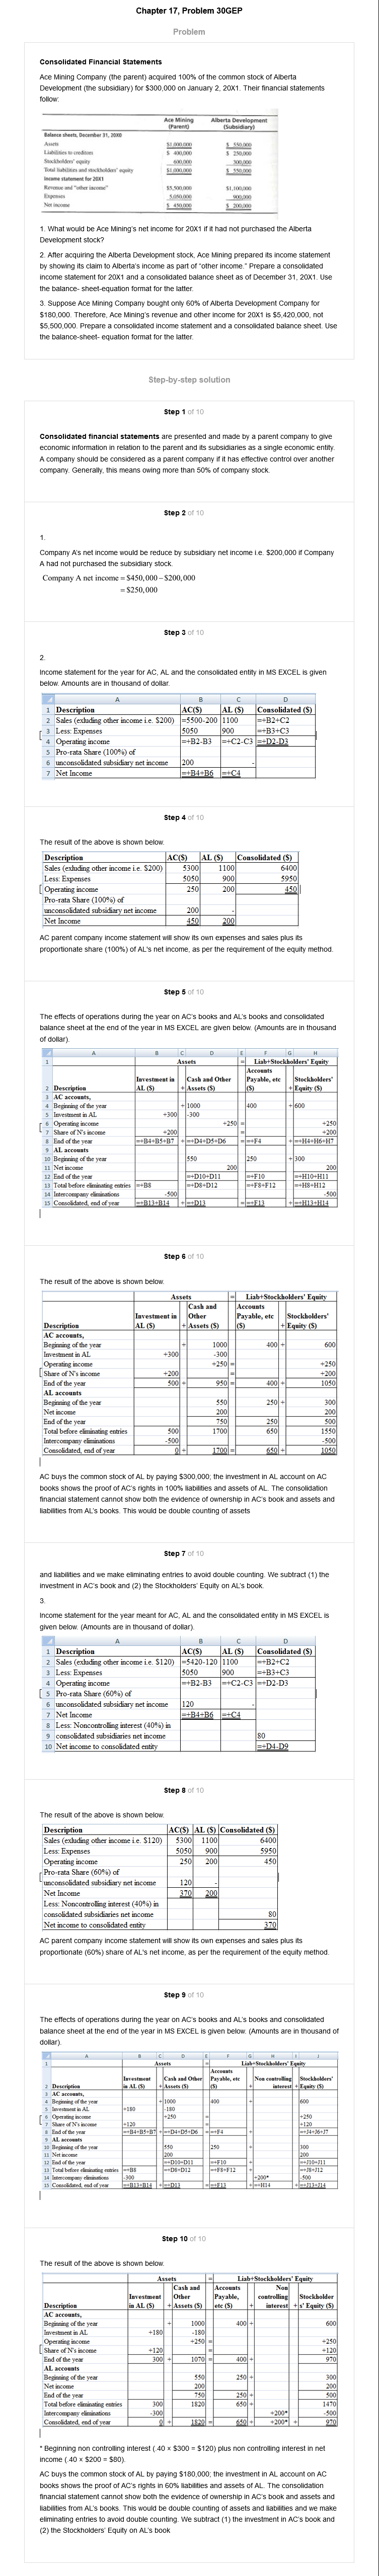 Chapter 17, Problem 30GEP
Problem
Consolidated Financial Statements
Ace Mining Company (the parent) acquired 100% of the common stock of Alberta
Development (the subsidiary) for $300,000 on January 2, 20X1. Their financial statements
follow:
Ace Mining Alberta Development
(Parent) (Subsidiary)
Balance sheets, December 31, 20X0
Assets $1,000,000 $ 550,000
Liabilities to creditors $ 400,000 $ 250,000
Stockholders' equity 600,000 300,000
Total liabilities and stockholders' equity $1,000,000 $ 550,000
Income statement for 20X1
Revenue and "other income" $5,500,000 $1,100,000
Expenses 5,050,000 900,000
Net income $ 450,000 $ 200,000
1. What would be Ace Mining's net income for 20X1 if it had not purchased the Alberta
Development stock?
2. After acquiring the Alberta Development, Ace Mining prepared its income statement
by showing its claim to Alberta's income as part of "other income." Prepare a consolidated
income statement for 20X1 and a consolidated balance sheet as of December 31, 20X1. Use
the balance- sheet-equation format for the latter.
3. Suppose Ace Mining Company bought only 60% of Alberta Development Company for
$180,000. Therefore, Ace Mining's revenue and other income for 20X1 is $5,420,000, not
$5,500,000. Prepare a consolidated income statement and a consolidated balance sheet. Use
the balance-sheet- equation format for the latter.
Step-by-step solution
Step 1 of 10
Consolidated financial statements are presented and made by a parent company to give
economic information in relation to the parent and its subsidiaries as a single economic entity.
A company should be considered as a parent company if it has effective control over another
company. Generally, this means owing more than 50% of company stock.
Step 2 of 10
1.
Company A's net income would be reduce by subsidiary net income i.e. $200,000 if Company
A had not purchased the subsidiary stock.
Company A net income = $450,000 – $200,000
= $250,000
Step 3 of 10
2.
Income statement for the year for AC, AL and the consolidated entity in MS EXCEL is given
below. Amounts are in thousand of dollar.
A B C D
1 Description AC($) AL ($) Consolidated ($)
2 Sales (exluding other income i.e. $200) =5500-200 1100 =+B2+C2
3 Less: Expenses 5050 900 =+B3+C3
4 Operating income =+B2-B3 =+C2-C3 =+D2-D3
5 Pro-rata Share (100%) of
6 unconsolidated subsidiary net income 200 -
7 Net Income =+B4+B6 =+C4
Step 4 of 10
The result of the above is shown below.
Description AC($) AL ($) Consolidated ($)
Sales (exluding other income i.e. $200) 5300 1100 6400
Less: Expenses 5050 900 5950
Operating income 250 200 450
Pro-rata Share (100%) of
unconsolidated subsidiary net income 200 -
Net Income 450 200
AC parent company income statement will show its own expenses and sales plus its
proportionate share (100%) of AL's net income, as per the requirement of the equity method.
Step 5 of 10
The effects of operations during the year on AC's books and AL's books and consolidated
balance sheet at the end of the year in MS EXCEL are given below. (Amounts are in thousand
of dollar).
A B C D E F G H
1 Assets = Liab+Stockholders' Equity
Accounts
Investment in Cash and Other Payable, etc Stockholders'
2 Description AL ($) + Assets ($) ($) + Equity ($)
3 AC accounts,
4 Beginning of the year +1000 400 +600
5 Investment in AL +300 -300
6 Operating income +250 = +250
7 Share of N's income +200 = +200
8 End of the year =+B4+B5+B7 + =+D4+D5+D6 =+F4 + =+H4+H6+H7
9 AL accounts
10 Beginning of the year 550 250 +300
11 Net income 200 200
12 End of the year =+D10+D11 =+F10 =+H10+H11
13 Total before eliminating entries =+B8 =+D8+D12 =+F8+F12 =+H8+H12
14 Intercompany eliminations -500 -500
15 Consolidated, end of year =+B13+B14 + =+D13 =+F13 + =+H13+H14
Step 6 of 10
The result of the above is shown below.
Assets = Liab+Stockholders' Equity
Cash and Accounts
Investment in Other Payable, etc Stockholders'
Description AL ($) + Assets ($) ($) + Equity ($)
AC accounts,
Beginning of the year + 1000 400 + 600
Investment in AL +300 -300
Operating income +250 = +250
Share of N's income +200 = +200
End of the year 500 + 950 = 400 + 1050
AL accounts
Beginning of the year 550 250 + 300
Net income 200 200
End of the year 750 250 500
Total before eliminating entries 500 1700 650 1550
Intercompany eliminations -500 -500
Consolidated, end of year 0 + 1700 = 650 + 1050
AC buys the common stock of AL by paying $300,000; the investment in AL account on AC
books shows the proof of AC's rights in 100% liabilities and assets of AL. The consolidation
financial statement cannot show both the evidence of ownership in AC's book and assets and
liabilities from AL's books. This would be double counting of assets
Step 7 of 10
and liabilities and we make eliminating entries to avoid double counting. We subtract (1) the
investment in AC's book and (2) the Stockholders' Equity on AL's book.
3.
Income statement for the year meant for AC, AL and the consolidated entity in MS EXCEL is
given below. (Amounts are in thousand of dollar).
A B C D
1 Description AC($) AL ($) Consolidated ($)
2 Sales (exluding other income i.e. $120) =5420-120 1100 =+B2+C2
3 Less: Expenses 5050 900 =+B3+C3
4 Operating income =+B2-B3 =+C2-C3 =+D2-D3
5 Pro-rata Share (60%) of
6 unconsolidated subsidiary net income 120 -
7 Net Income =+B4+B6 =+C4
8 Less: Noncontrolling interest (40%) in
9 consolidated subsidiaries net income 80
10 Net income to consolidated entity =+D4-D9
Step 8 of 10
The result of the above is shown below.
Description AC($) AL ($) Consolidated ($)
Sales (exluding other income i.e. $120) 5300 1100 6400
Less: Expenses 5050 900 5950
Operating income 250 200 450
Pro-rata Share (60%) of
unconsolidated subsidiary net income 120 -
Net Income 370 200
Less: Noncontrolling interest (40%) in
consolidated subsidiaries net income 80
Net income to consolidated entity 370
AC parent company income statement will show its own expenses and sales plus its
proportionate (60%) share of AL's net income, as per the requirement of the equity method.
Step 9 of 10
The effects of operations during the year on AC's books and AL's books and consolidated
balance sheet at the end of the year in MS EXCEL is given below. (Amounts are in thousand of
dollar).
A B C D E F G H I J
1 Assets = Liab+Stockholders' Equity
Accounts
Investment Cash and Other Payable, etc Non controlling Stockholders'
2 Description in AL ($) + Assets ($) ($) interest + Equity ($)
3 AC accounts,
4 Beginning of the year +1000 400 600
5 Investment in AL +180 -180
6 Operating income +250 = +250
7 Share of N's income +120 = +120
8 End of the year =+B4+B5+B7 + =+D4+D5+D6 =+F4 =+J4+J6+J7
9 AL accounts
10 Beginning of the year 550 250 300
11 Net income 200 200
12 End of the year =+D10+D11 =+F10 =+J10+J11
13 Total before eliminating entries =+B8 =+D8+D12 =+F8+F12 =+J8+J12
14 Intercompany eliminations -300 +200* -500
15 Consolidated, end of year =+B13+B14 + =+D13 =+F13 + =+H14 + =+J13+J14
Step 10 of 10
The result of the above is shown below.
Assets = Liab+Stockholders' Equity
Cash and Accounts Non
Investment Other Payable, controlling Stockholder
Description in AL ($) + Assets ($) etc ($) + interest + s' Equity ($)
AC accounts,
Beginning of the year + 1000 400 + 600
Investment in AL +180 -180
Operating income +250 = +250
Share of N's income +120 = +120
End of the year 300 + 1070 = 400 + 970
AL accounts
Beginning of the year 550 250 + 300
Net income 200 200
End of the year 750 250 + 500
Total before eliminating entries 300 1820 650 + 1470
Intercompany eliminations -300 +200* -500
Consolidated, end of year 0 + 1820 = 650 + +200* + 970
* Beginning non controlling interest (.40 × $300 = $120) plus non controlling interest in net
income (.40 × $200 = $80).
AC buys the common stock of AL by paying $180,000; the investment in AL account on AC
books shows the proof of AC's rights in 60% liabilities and assets of AL. The consolidation
financial statement cannot show both the evidence of ownership in AC's book and assets and
liabilities from AL's books. This would be double counting of assets and liabilities and we make
eliminating entries to avoid double counting. We subtract (1) the investment in AC's book and
(2) the Stockholders' Equity on AL's book